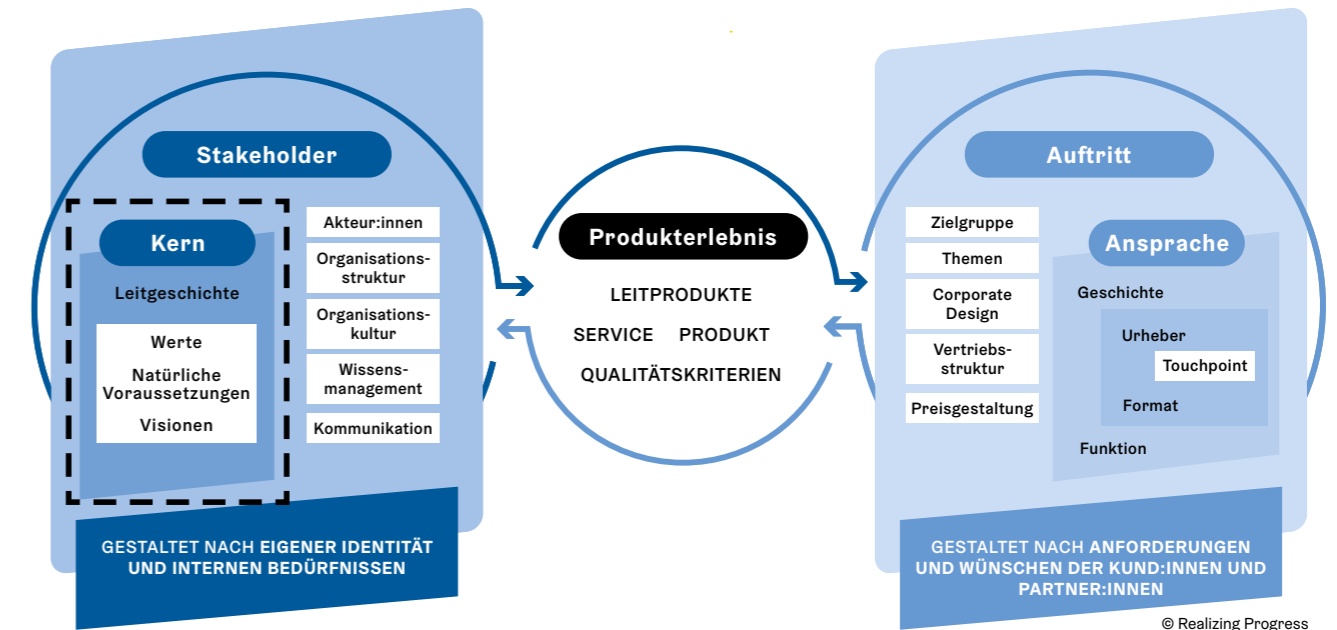 Stakeholder
Kern
Leitgeschichte
Werte
Natürliche
Voraussetzungen
Visionen
Akteur:innen
Organisations-
struktur
Organisations-
kultur
Wissens-
management
Kommunikation
GESTALTET NACH EIGENER IDENTITÄT
UND INTERNEN BEDÜRFNISSEN
Produkterlebnis
LEITPRODUKTE
SERVICE PRODUKT
QUALITÄTSKRITERIEN
Auftritt
Zielgruppe
Themen
Corporate
Design
Vertriebs-
struktur
Preisgestaltung
Ansprache
Geschichte
Urheber
Touchpoint
Format
Funktion
GESTALTET NACH ANFORDERUNGEN
UND WÜNSCHEN DER KUND:INNEN UND
PARTNER:INNEN
© Realizing Progress